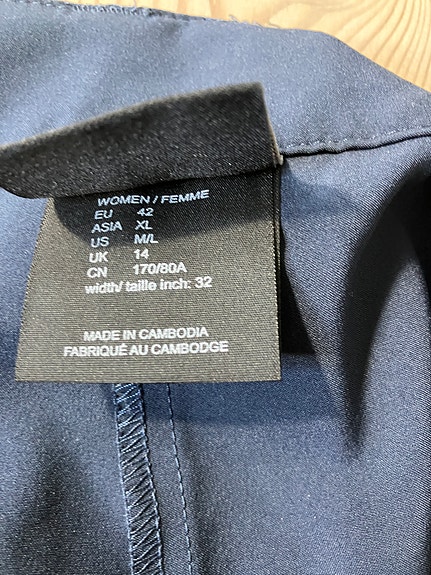 WOMEN / FEMME
EU 42
ASIA XL
US M/L
UK 14
CN 170/80A
width/ taille inch: 32
MADE IN CAMBODIA
FABRIQUÉ AU CAMBODGE